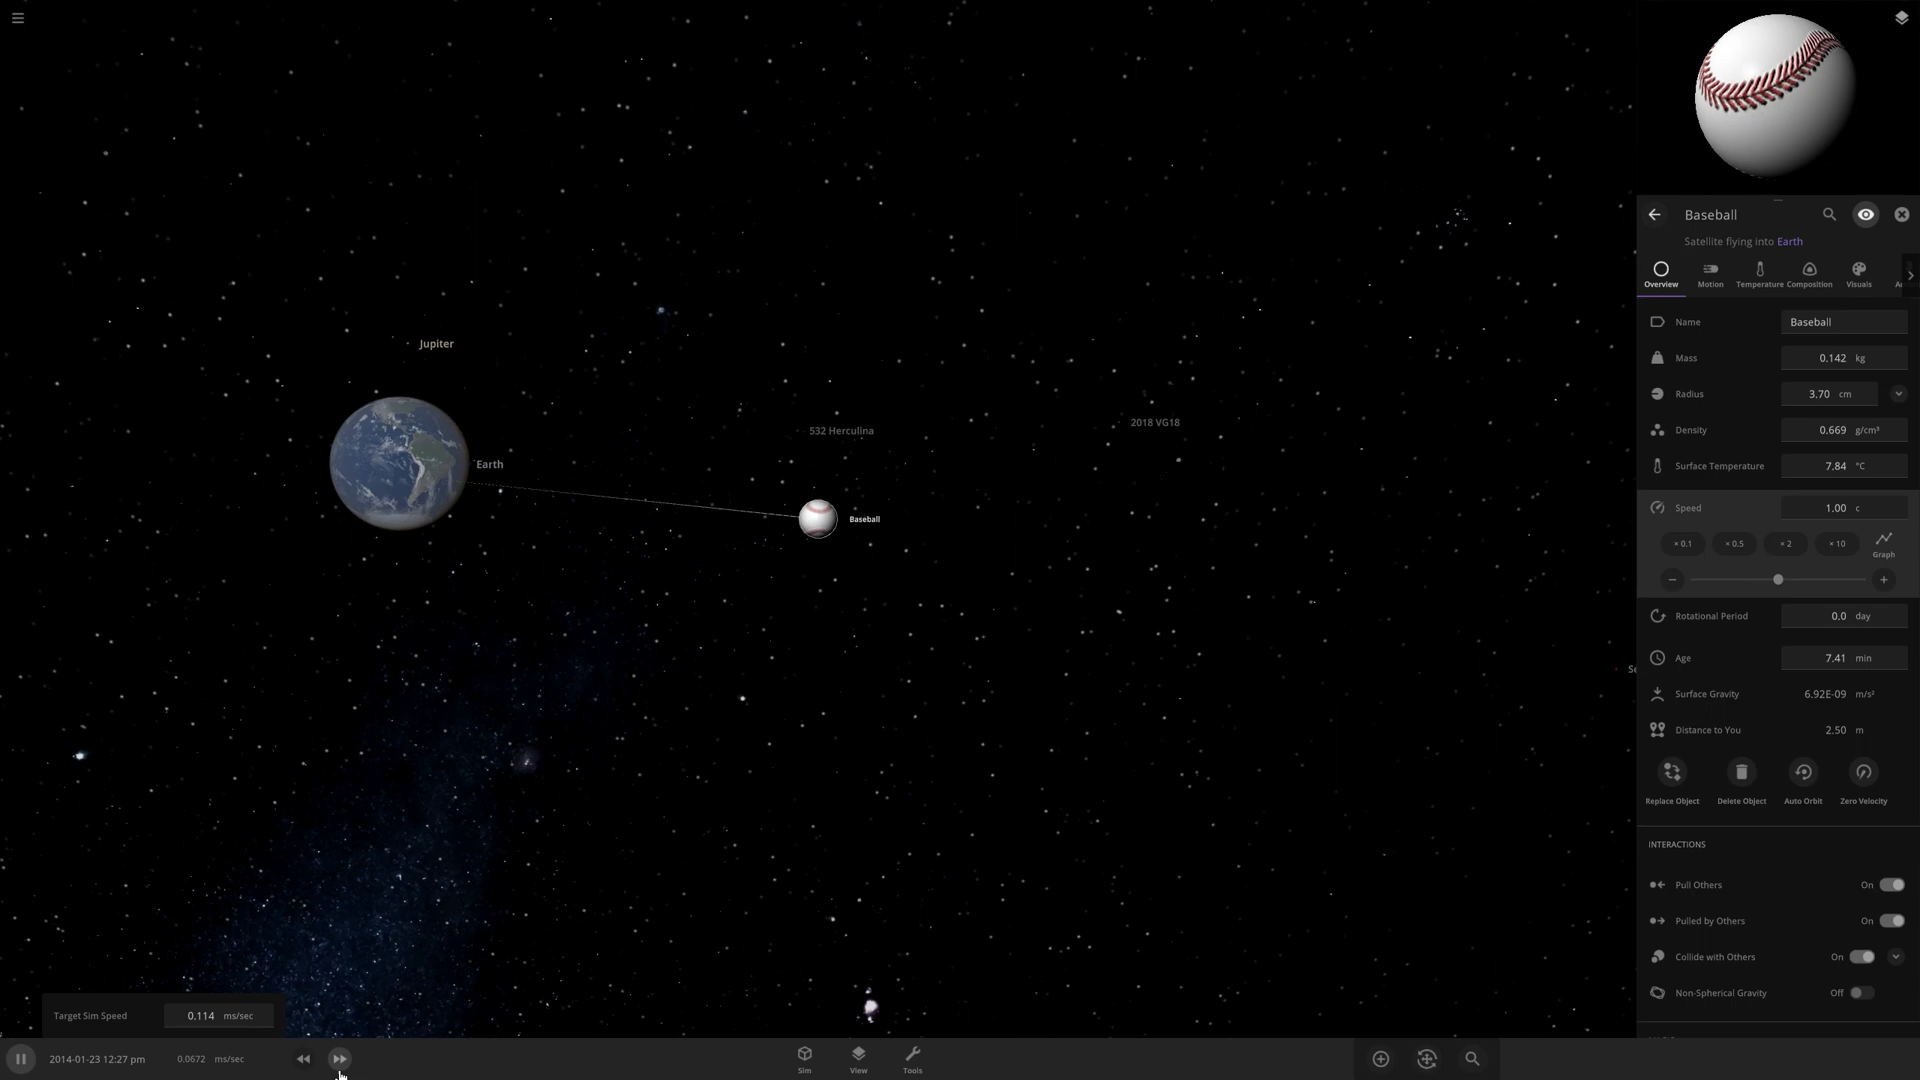 Jupiter
532 Herculina
2018 VG18
Earth
Baseball
Target Sim Speed 0.114 ms/sec
2014-01-23 12:27 pm 0.0672 ms/sec
Sim View Tools
Baseball
Satellite flying into Earth
Overview Motion Temperature Composition Visuals
Name Baseball
Mass 0.142 kg
Radius 3.70 cm
Density 0.669 g/cm³
Surface Temperature 7.84 °C
Speed 1.00 c
× 0.1 × 0.5 × 2 × 10 Graph
Rotational Period 0.0 day
Age 7.41 min
Surface Gravity 6.92E-09 m/s²
Distance to You 2.50 m
Replace Object Delete Object Auto Orbit Zero Velocity
INTERACTIONS
Pull Others On
Pulled by Others On
Collide with Others On
Non-Spherical Gravity Off